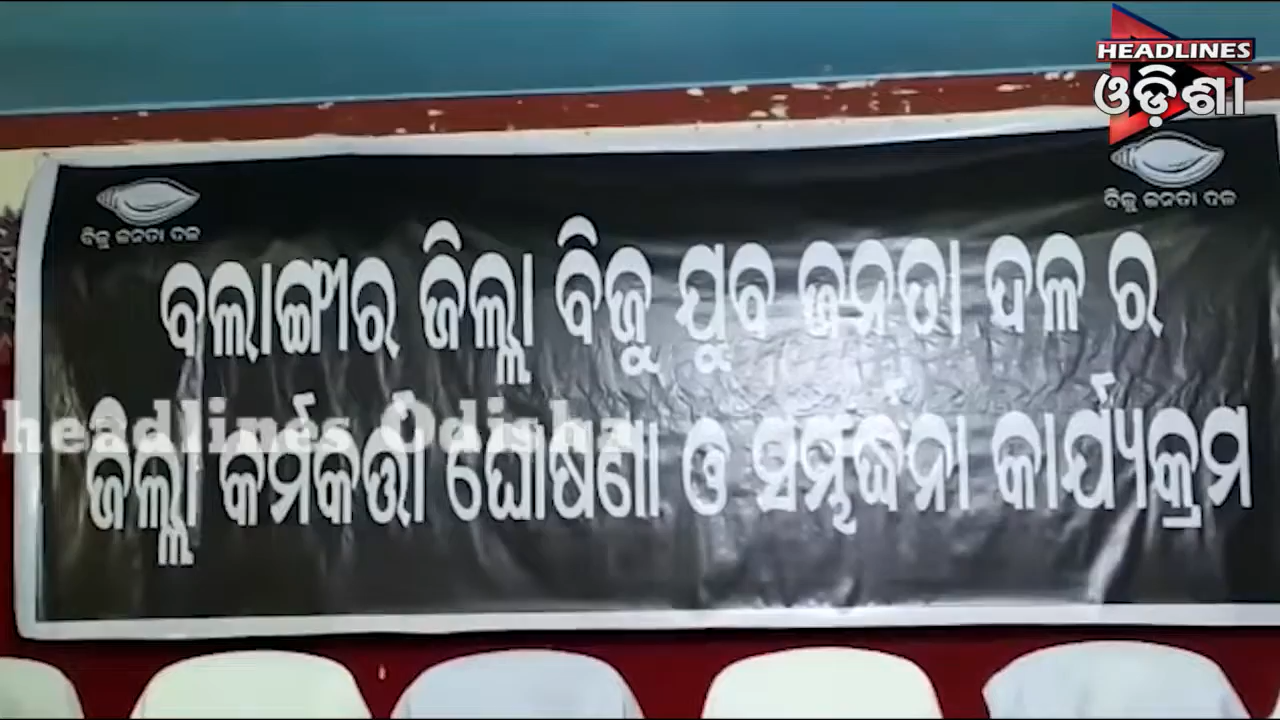 HEADLINES
ଓଡ଼ିଶା
ବିଜୁ ଜନତା ଦଳ
ବିଜୁ ଜନତା ଦଳ
ବଲାଙ୍ଗୀର ଜିଲ୍ଲା ବିଜୁ ଯୁବ ଜନତା ଦଳ ର
ଜିଲ୍ଲା କର୍ମକର୍ତ୍ତା ଘୋଷଣା ଓ ସମ୍ବର୍ଦ୍ଧନା କାର୍ଯ୍ୟକ୍ରମ
headlines Odisha